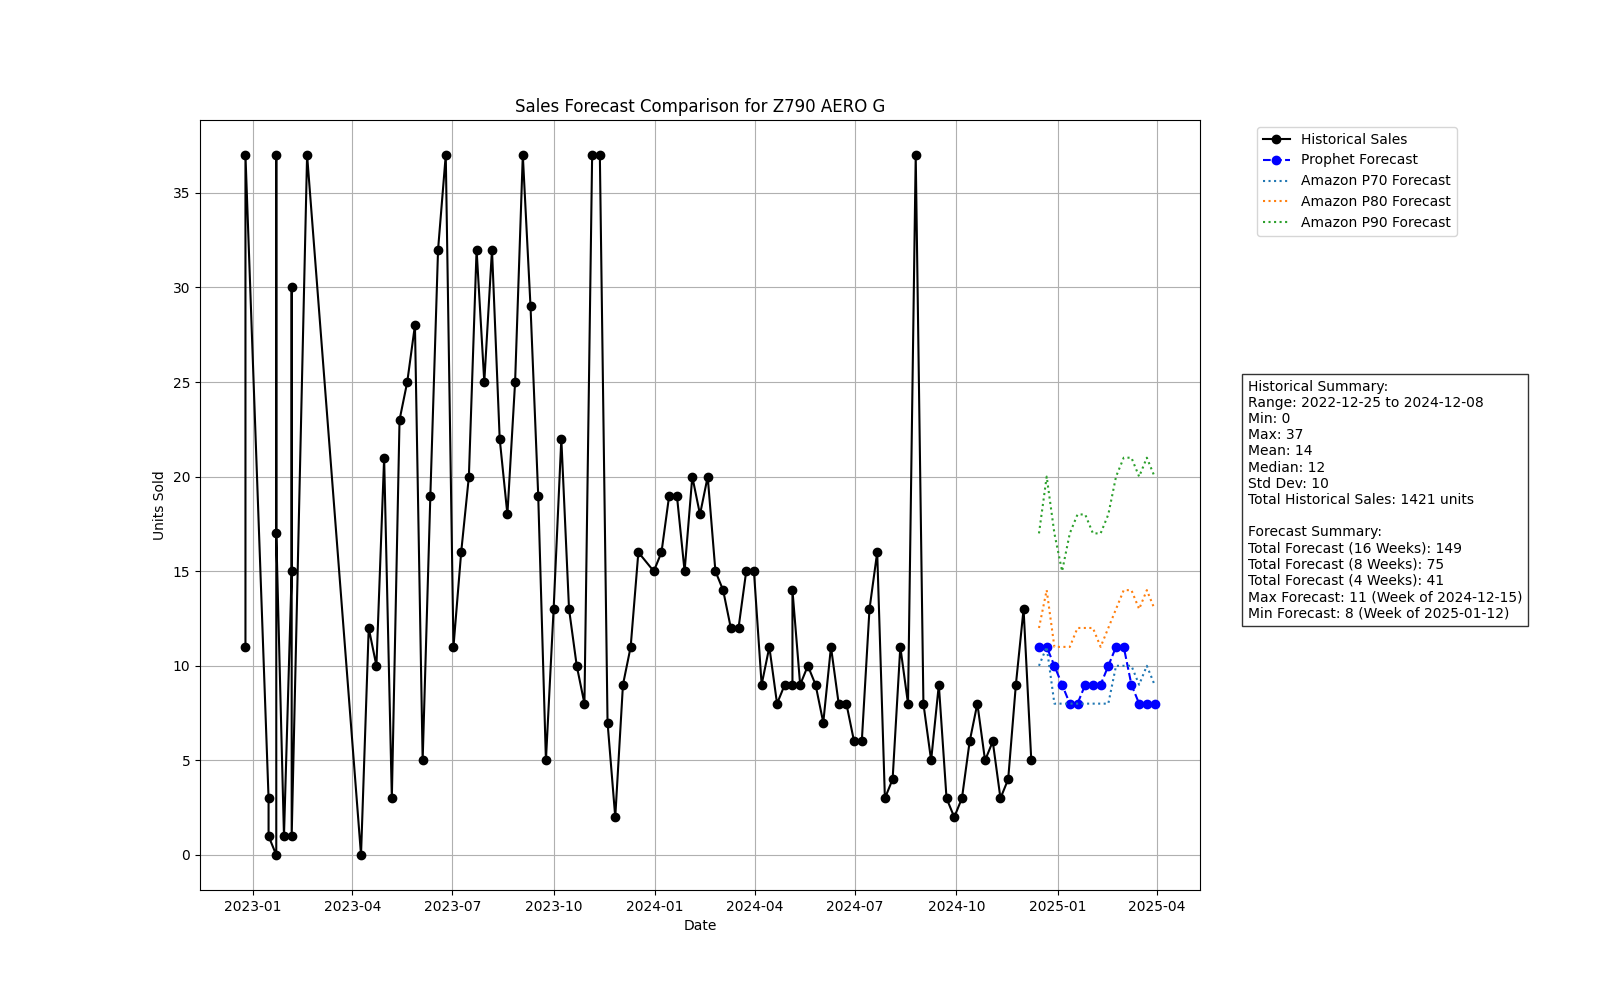 Sales Forecast Comparison for Z790 AERO G
Historical Sales
Prophet Forecast
Amazon P70 Forecast
Amazon P80 Forecast
Amazon P90 Forecast
35
30
25
20
15
10
5
0
Units Sold
2023-01
2023-04
2023-07
2023-10
2024-01
2024-04
2024-07
2024-10
2025-01
2025-04
Date
Historical Summary:
Range: 2022-12-25 to 2024-12-08
Min: 0
Max: 37
Mean: 14
Median: 12
Std Dev: 10
Total Historical Sales: 1421 units
Forecast Summary:
Total Forecast (16 Weeks): 149
Total Forecast (8 Weeks): 75
Total Forecast (4 Weeks): 41
Max Forecast: 11 (Week of 2024-12-15)
Min Forecast: 8 (Week of 2025-01-12)